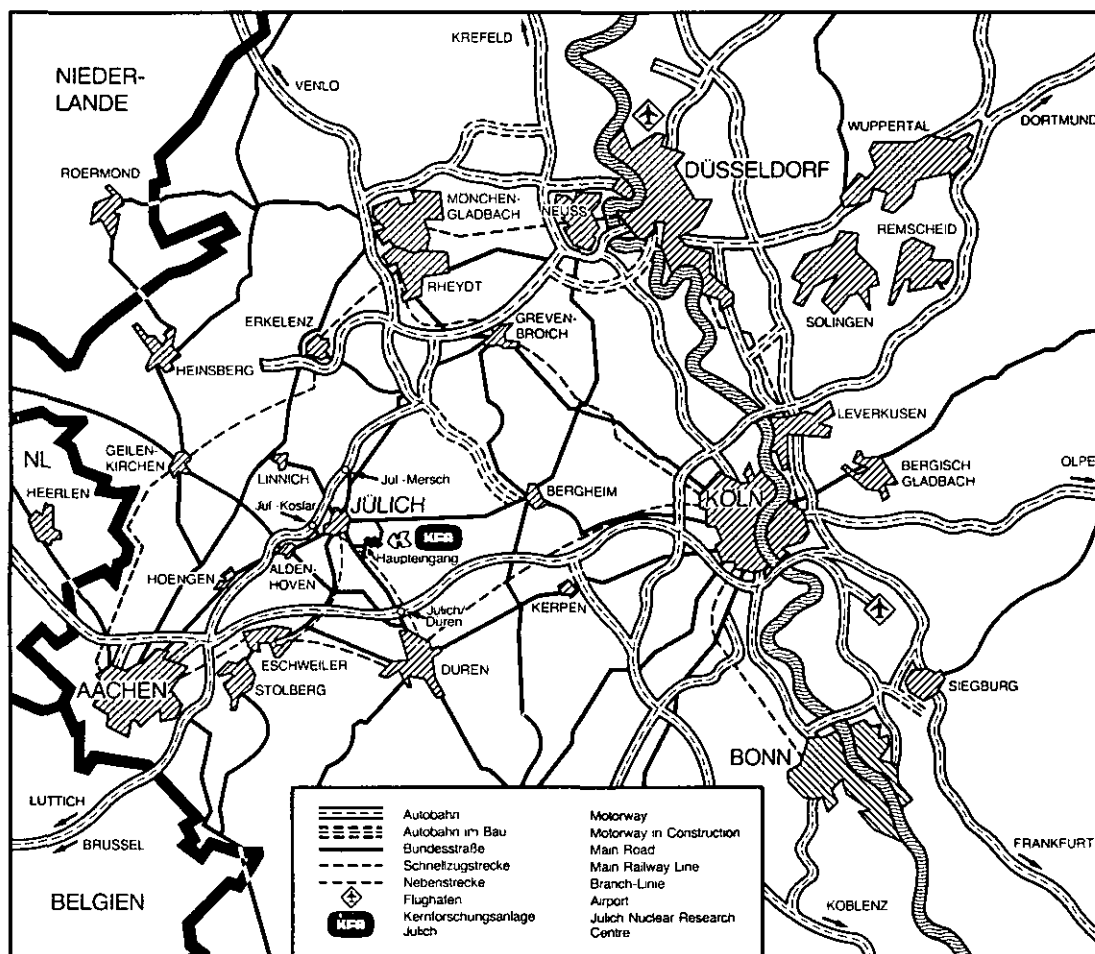 KREFELD
NIEDER-
LANDE
VENLO
WUPPERTAL
DORTMUND
ROERMOND
DÜSSELDORF
MÖNCHEN-
GLADBACH
NEUSS
REMSCHEID
RHEYDT
SOLINGEN
ERKELENZ
GREVEN-
BROICH
HEINSBERG
LEVERKUSEN
NL
GEILEN-
KIRCHEN
LINNICH
Jül -Mersch
BERGHEIM
KÖLN
BERGISCH
GLADBACH
OLPE
HEERLEN
Jül -Koslar
JÜLICH
KFA
Haupteingang
HOENGEN
ALDEN-
HOVEN
Jülich/
Düren
KERPEN
ESCHWEILER
DÜREN
AACHEN
STOLBERG
SIEGBURG
BONN
LÜTTICH
BRÜSSEL
FRANKFURT
BELGIEN
KOBLENZ
Autobahn Motorway
Autobahn im Bau Motorway in Construction
Bundesstraße Main Road
Schnellzugstrecke Main Railway Line
Nebenstrecke Branch-Linie
Flughafen Airport
KFA Kernforschungsanlage Jülich Nuclear Research
Jülich Centre